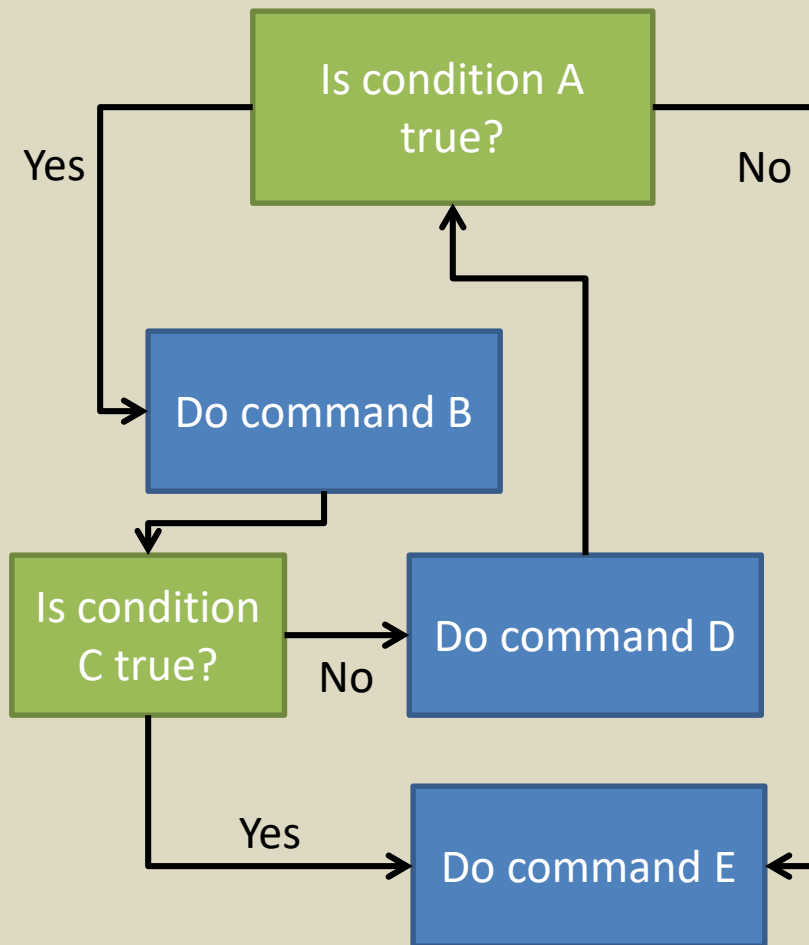 Is condition A
true?
Yes
No
Do command B
Is condition
C true?
No
Do command D
Yes
Do command E